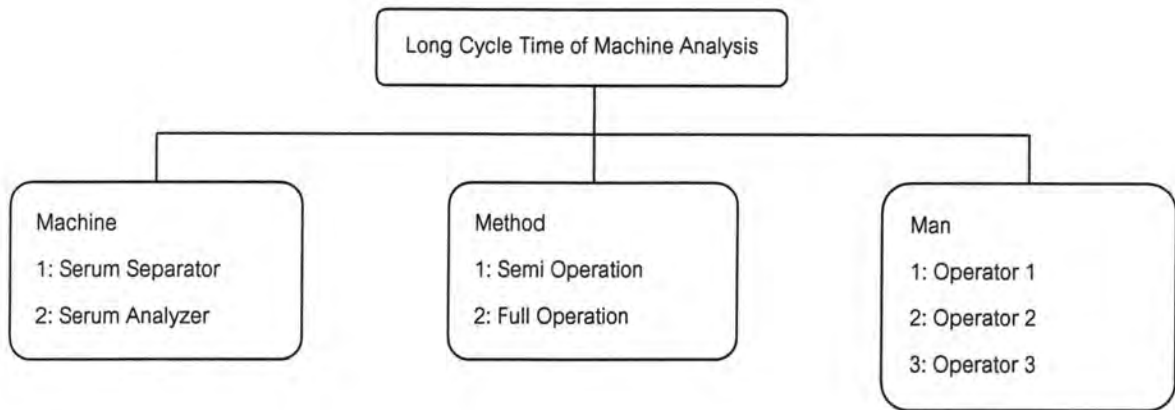 Long Cycle Time of Machine Analysis
Machine
1: Serum Separator
2: Serum Analyzer
Method
1: Semi Operation
2: Full Operation
Man
1: Operator 1
2: Operator 2
3: Operator 3